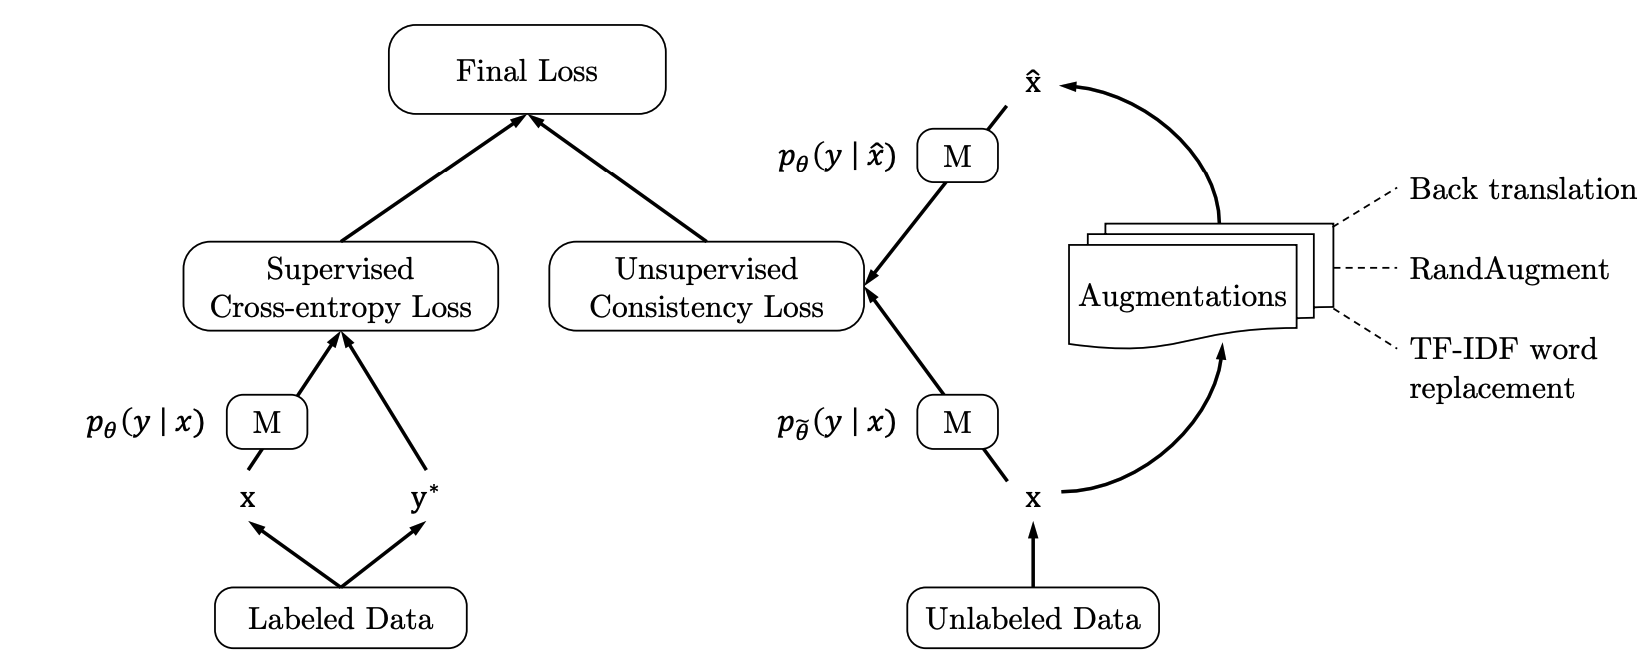 Final Loss
x̂
p_θ(y | x̂)
M
Back translation
Supervised
Cross-entropy Loss
Unsupervised
Consistency Loss
Augmentations
RandAugment
TF-IDF word
replacement
p_θ(y | x)
M
p_θ̃(y | x)
M
x
y*
x
Labeled Data
Unlabeled Data